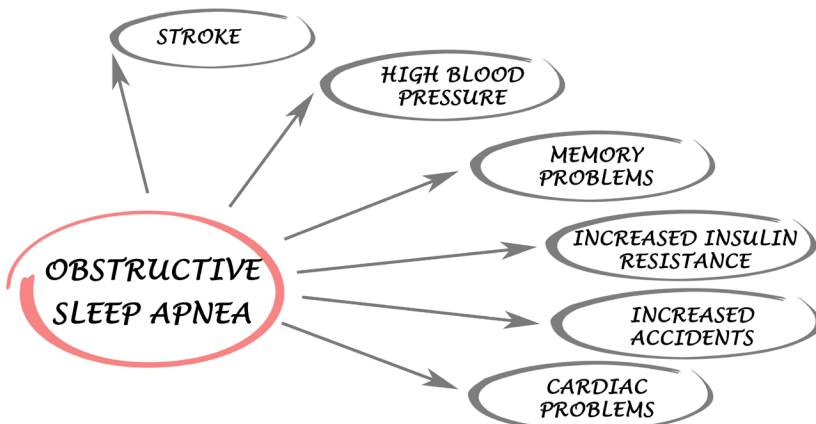 STROKE
HIGH BLOOD
PRESSURE
MEMORY
PROBLEMS
INCREASED INSULIN
RESISTANCE
OBSTRUCTIVE
SLEEP APNEA
INCREASED
ACCIDENTS
CARDIAC
PROBLEMS